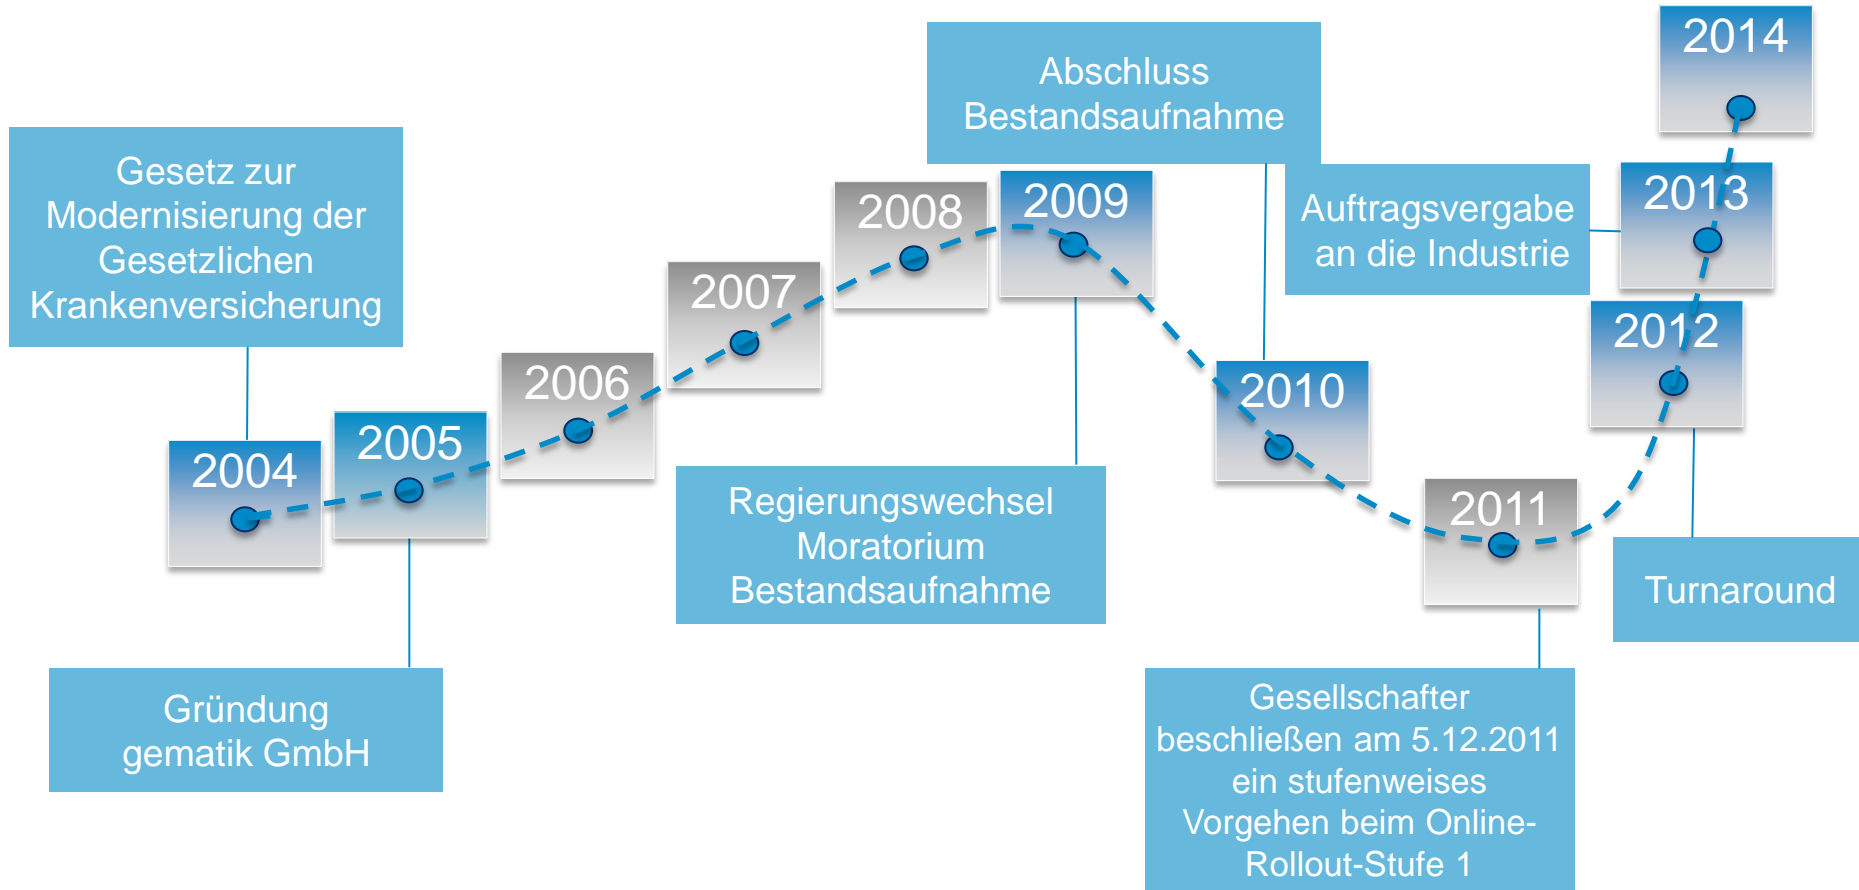 2004
Gesetz zur
Modernisierung der
Gesetzlichen
Krankenversicherung
2005
Gründung
gematik GmbH
2006
2007
2008
2009
Regierungswechsel
Moratorium
Bestandsaufnahme
2010
Abschluss
Bestandsaufnahme
2011
Gesellschafter
beschließen am 5.12.2011
ein stufenweises
Vorgehen beim Online-
Rollout-Stufe 1
2012
Turnaround
2013
Auftragsvergabe
an die Industrie
2014